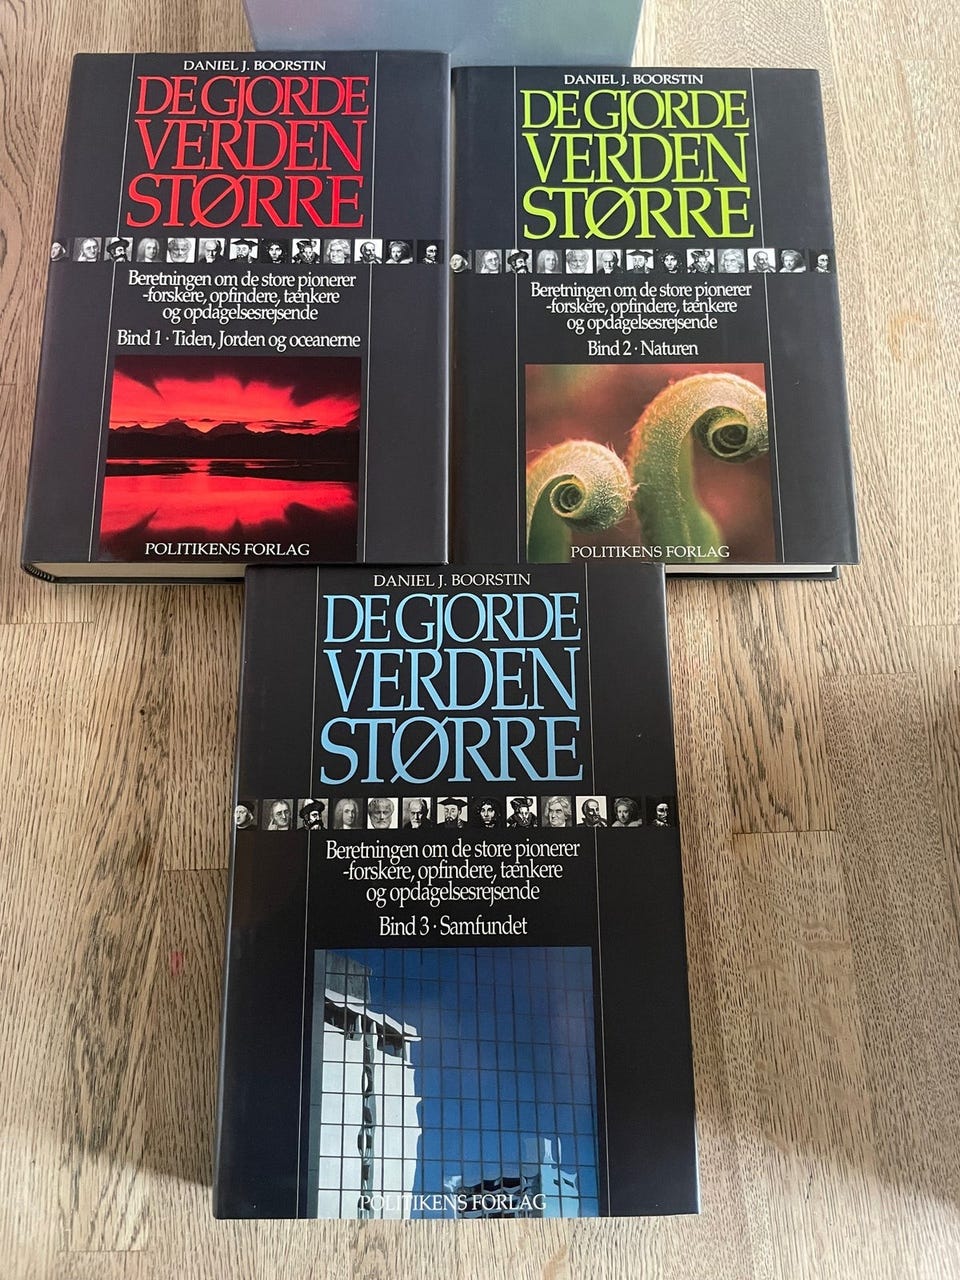 DANIEL J. BOORSTIN
DE GJORDE
VERDEN
STØRRE
Beretningen om de store pionerer
-forskere, opfindere, tænkere
og opdagelsesrejsende
Bind 1 · Tiden, Jorden og oceanerne
POLITIKENS FORLAG
DANIEL J. BOORSTIN
DE GJORDE
VERDEN
STØRRE
Beretningen om de store pionerer
-forskere, opfindere, tænkere
og opdagelsesrejsende
Bind 2 · Naturen
POLITIKENS FORLAG
DANIEL J. BOORSTIN
DE GJORDE
VERDEN
STØRRE
Beretningen om de store pionerer
-forskere, opfindere, tænkere
og opdagelsesrejsende
Bind 3 · Samfundet
POLITIKENS FORLAG